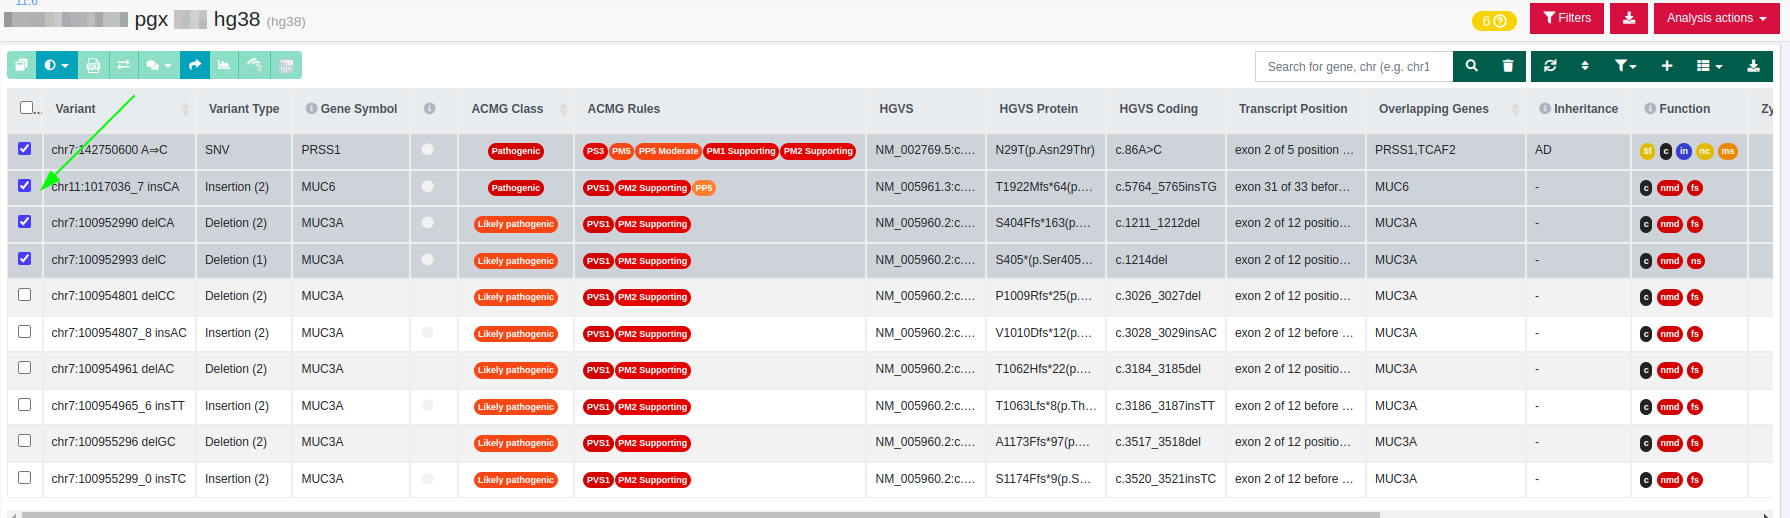 11.6
pgx hg38 (hg38)
6 Filters Analysis actions
Search for gene, chr (e.g. chr1
... Variant Variant Type Gene Symbol ACMG Class ACMG Rules HGVS HGVS Protein HGVS Coding Transcript Position Overlapping Genes Inheritance Function Zy
chr7:142750600 A⇒C SNV PRSS1 Pathogenic PS3 PM5 PP5 Moderate PM1 Supporting PM2 Supporting NM_002769.5:c.... N29T(p.Asn29Thr) c.86A>C exon 2 of 5 position ... PRSS1,TCAF2 AD 5f c in nc ms
chr11:1017036_7 insCA Insertion (2) MUC6 Pathogenic PVS1 PM2 Supporting PP5 NM_005961.3:c.... T1922Mfs*64(p.... c.5764_5765insTG exon 31 of 33 befor... MUC6 - c nmd fs
chr7:100952990 delCA Deletion (2) MUC3A Likely pathogenic PVS1 PM2 Supporting NM_005960.2:c.... S404Ffs*163(p.... c.1211_1212del exon 2 of 12 positio... MUC3A - c nmd fs
chr7:100952993 delC Deletion (1) MUC3A Likely pathogenic PVS1 PM2 Supporting NM_005960.2:c.... S405*(p.Ser405... c.1214del exon 2 of 12 positio... MUC3A - c nmd ns
chr7:100954801 delCC Deletion (2) MUC3A Likely pathogenic PVS1 PM2 Supporting NM_005960.2:c.... P1009Rfs*25(p.... c.3026_3027del exon 2 of 12 positio... MUC3A - c nmd fs
chr7:100954807_8 insAC Insertion (2) MUC3A Likely pathogenic PVS1 PM2 Supporting NM_005960.2:c.... V1010Dfs*12(p.... c.3028_3029insAC exon 2 of 12 before ... MUC3A - c nmd fs
chr7:100954961 delAC Deletion (2) MUC3A Likely pathogenic PVS1 PM2 Supporting NM_005960.2:c.... T1062Hfs*22(p.... c.3184_3185del exon 2 of 12 positio... MUC3A - c nmd fs
chr7:100954965_6 insTT Insertion (2) MUC3A Likely pathogenic PVS1 PM2 Supporting NM_005960.2:c.... T1063Lfs*8(p.Th... c.3186_3187insTT exon 2 of 12 before ... MUC3A - c nmd fs
chr7:100955296 delGC Deletion (2) MUC3A Likely pathogenic PVS1 PM2 Supporting NM_005960.2:c.... A1173Ffs*97(p.... c.3517_3518del exon 2 of 12 positio... MUC3A - c nmd fs
chr7:100955299_0 insTC Insertion (2) MUC3A Likely pathogenic PVS1 PM2 Supporting NM_005960.2:c.... S1174Ffs*9(p.S... c.3520_3521insTC exon 2 of 12 before ... MUC3A - c nmd fs